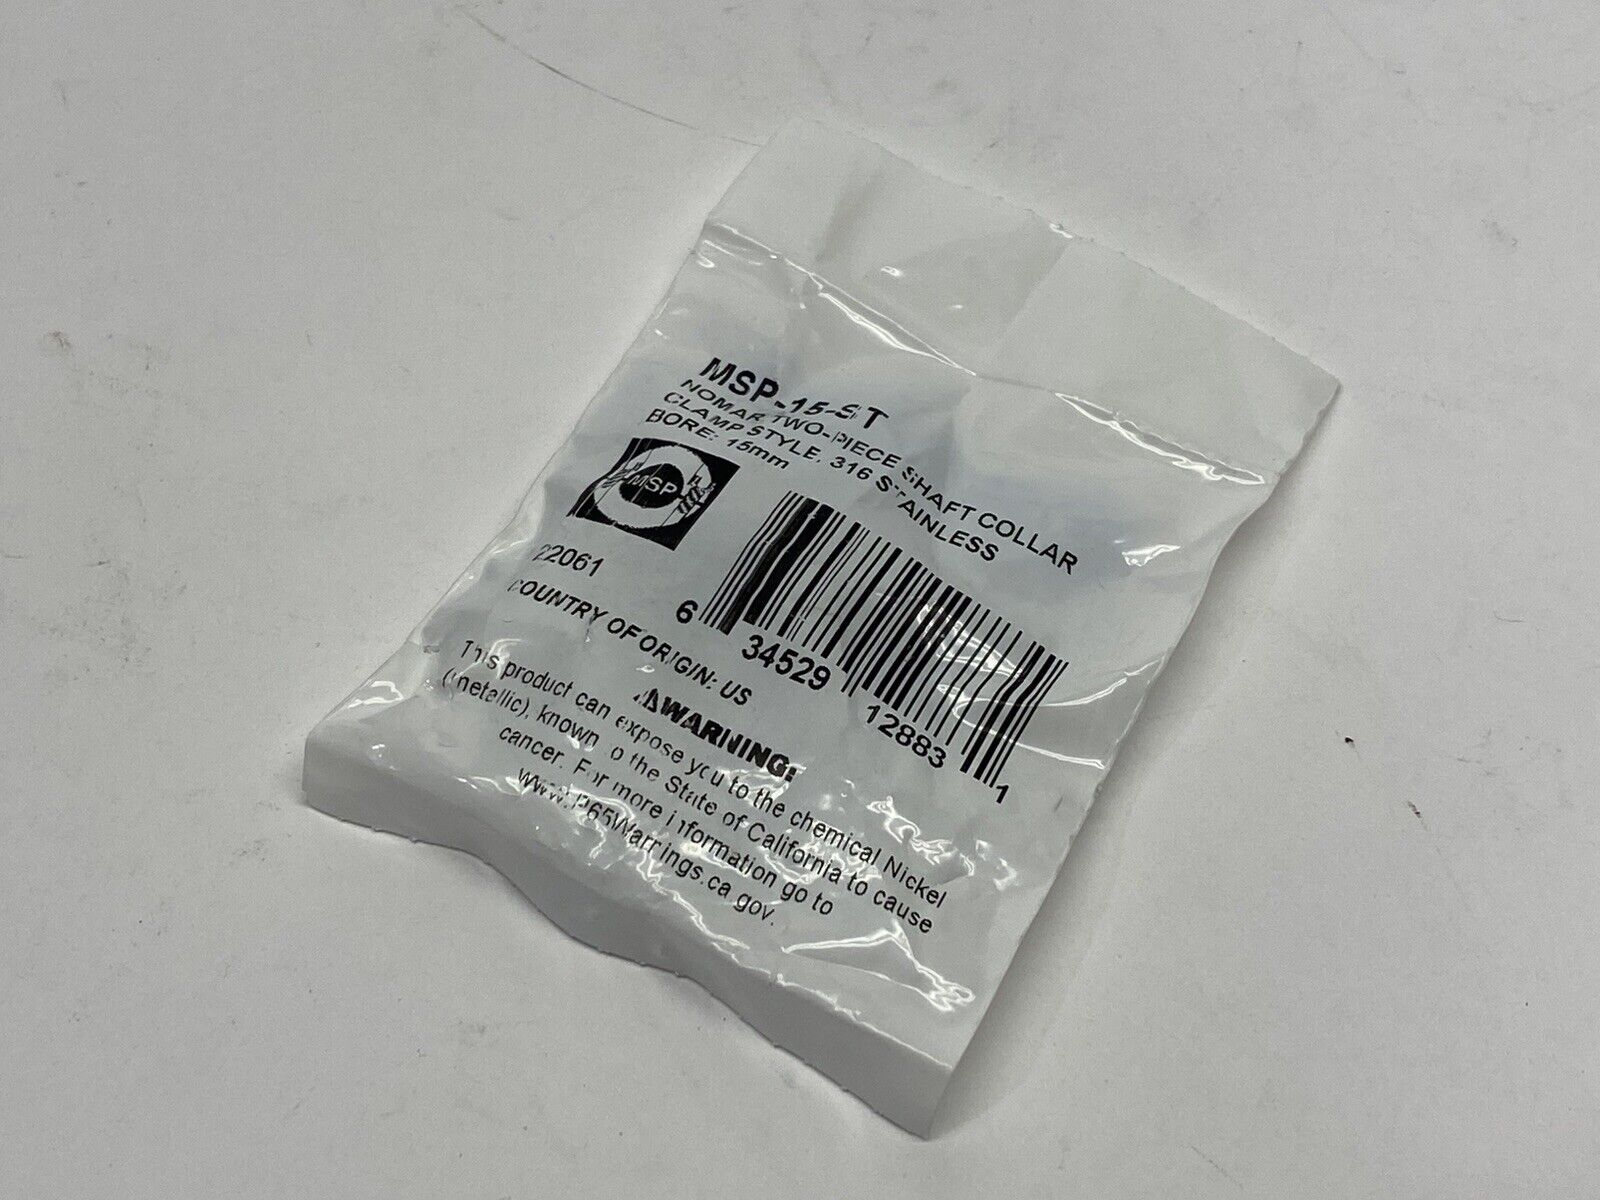 MSP-15-ST
NOMAR TWO-PIECE SHAFT COLLAR
CLAMP STYLE, 316 STAINLESS
BORE: 15mm
MSP
22061
6 34529 12883 1
COUNTRY OF ORIGIN: US
⚠WARNING:
This product can expose you to the chemical Nickel
(metallic), known to the State of California to cause
cancer. For more information go to
www.P65Warnings.ca.gov.